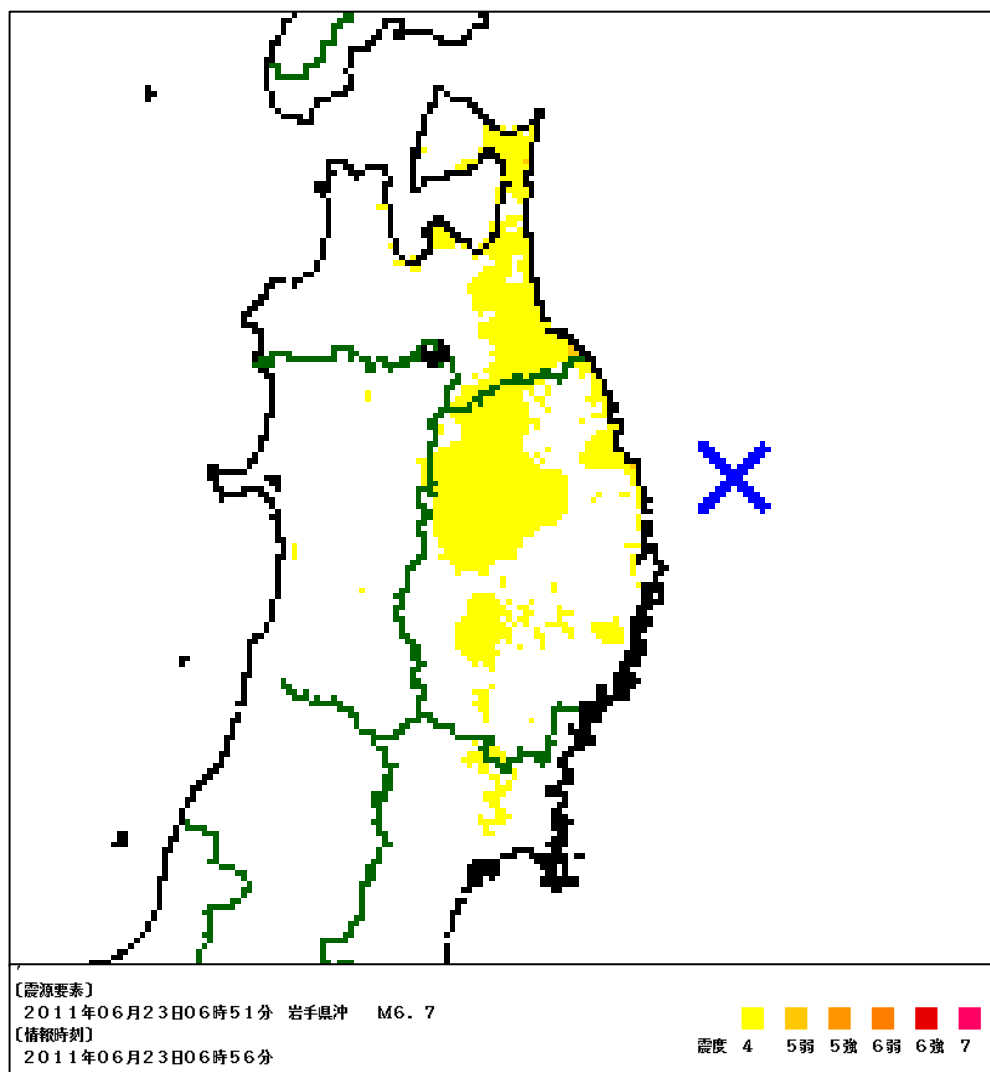 [震源要素]
2011年06月23日06時51分 岩手県沖 M6.7
[情報時刻]
2011年06月23日06時56分
震度 4 5弱 5強 6弱 6強 7